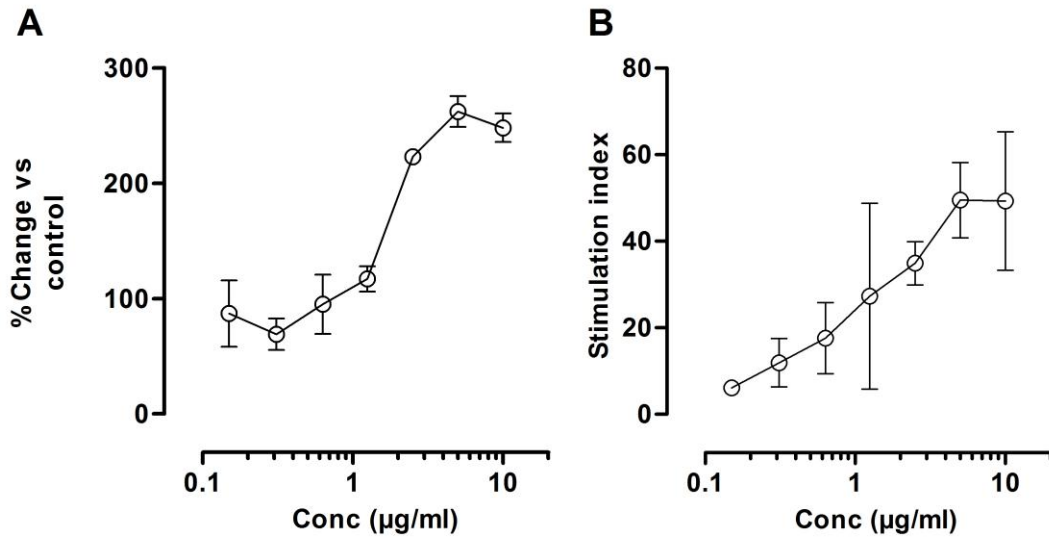 A
%Change vs
control
300
200
100
0
0.1 1 10
Conc (µg/ml)
B
Stimulation index
80
60
40
20
0
0.1 1 10
Conc (µg/ml)